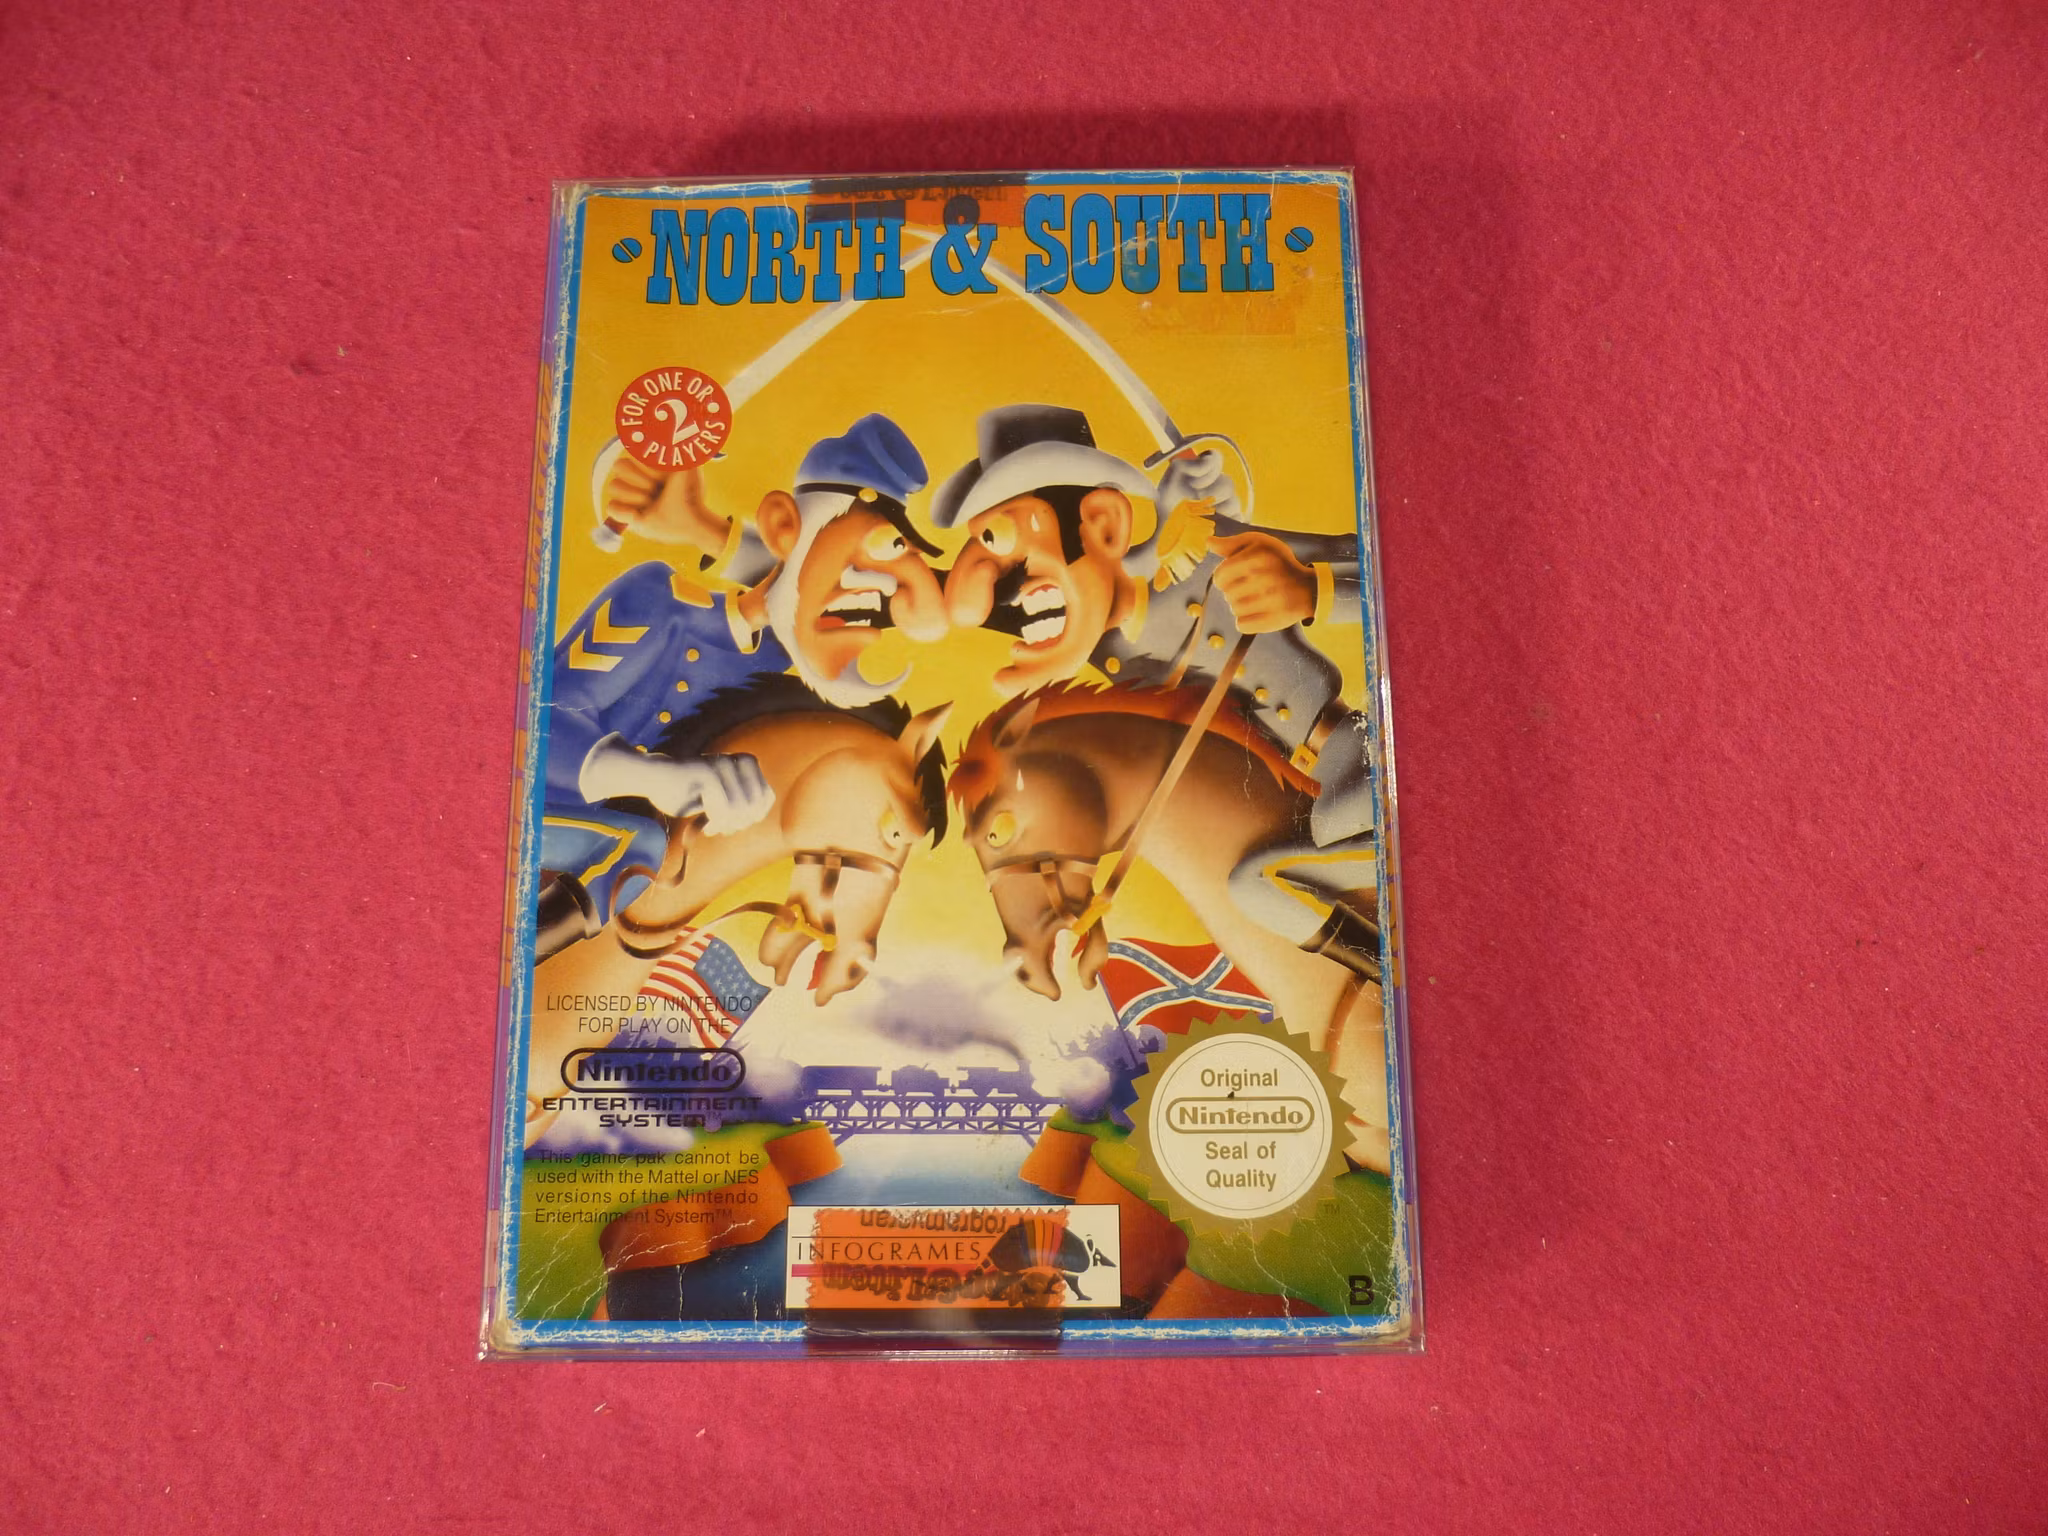 NORTH & SOUTH
FOR ONE OR
2
PLAYERS
LICENSED BY NINTENDO
FOR PLAY ON THE
Nintendo
ENTERTAINMENT
SYSTEM™
This game pak cannot be
used with the Mattel or NES
versions of the Nintendo
Entertainment System™.
Original
Nintendo
Seal of
Quality
TM
INFOGRAMES
B